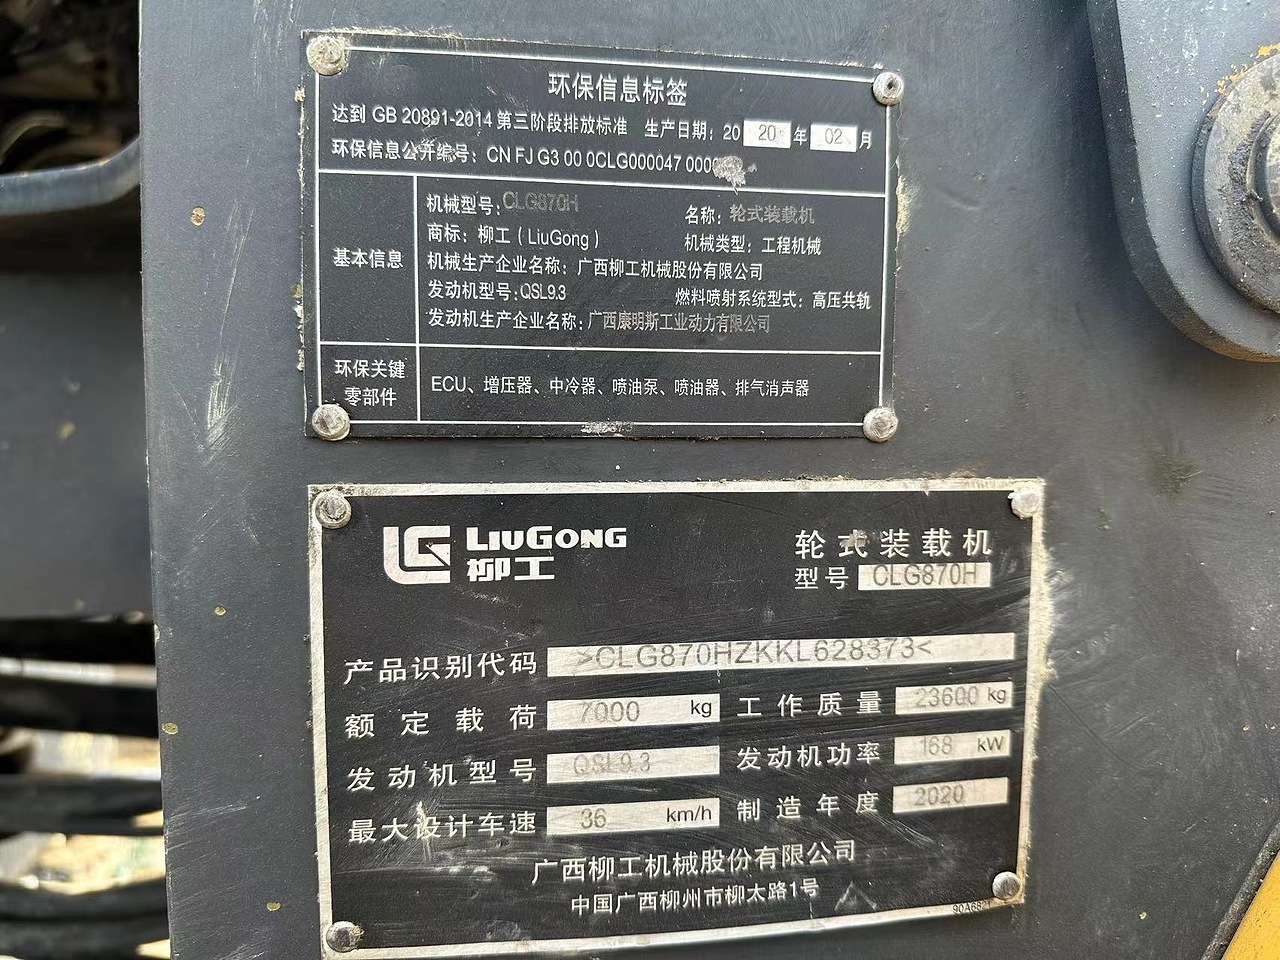 环保信息标签
达到 GB 20891-2014 第三阶段排放标准 生产日期: 20 20 年 02 月
环保信息公开编号: CN FJ G3 00 0CLG000047 000
机械型号: CLG870H 名称: 轮式装载机
商标: 柳工 ( LiuGong ) 机械类型: 工程机械
基本信息
机械生产企业名称: 广西柳工机械股份有限公司
发动机型号: QSL9.3 燃料喷射系统型式: 高压共轨
发动机生产企业名称: 广西康明斯工业动力有限公司
环保关键
零部件
ECU、增压器、中冷器、喷油泵、喷油器、排气消声器
LG LIUGONG
柳工
轮式装载机
型号 CLG870H
产品识别代码 >CLG870HZKKL628373<
额定载荷 7000 kg 工作质量 23600 kg
发动机型号 QSL9.3 发动机功率 168 kW
最大设计车速 36 km/h 制造年度 2020
广西柳工机械股份有限公司
中国广西柳州市柳太路1号